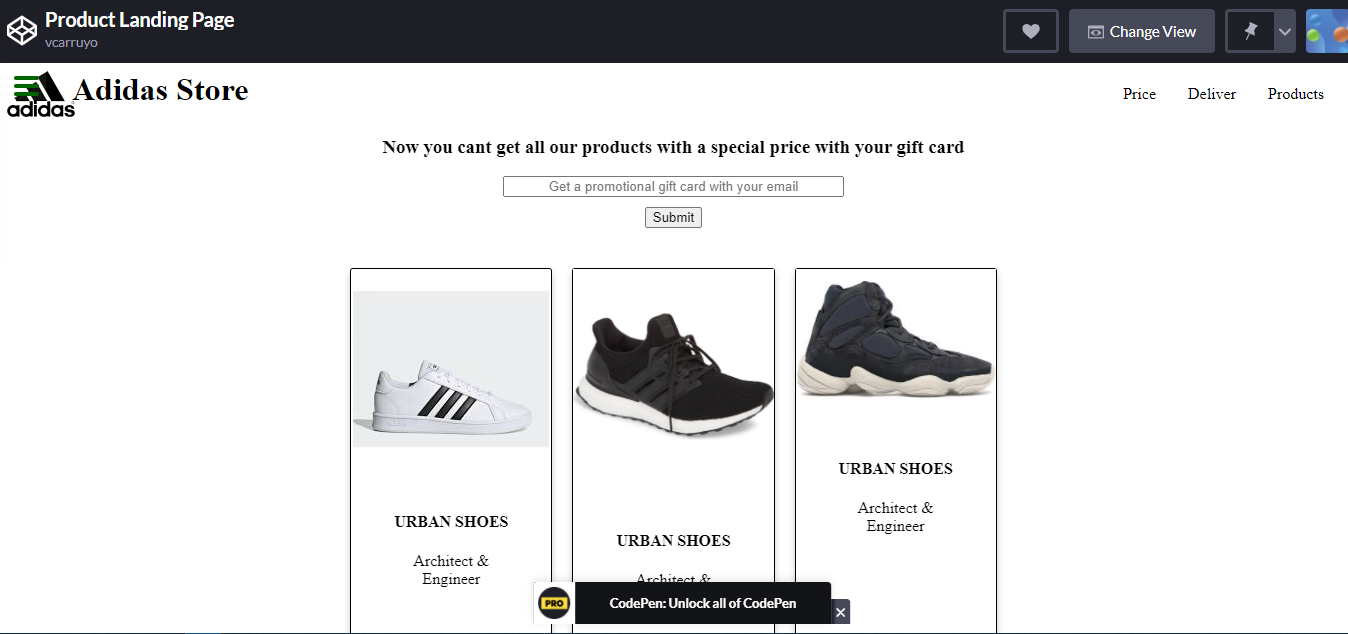 Product Landing Page
vcarruyo
Change View
adidas
Adidas Store
Price
Deliver
Products
Now you cant get all our products with a special price with your gift card
Get a promotional gift card with your email
Submit
URBAN SHOES
Architect &
Engineer
URBAN SHOES
Architect &
URBAN SHOES
Architect &
Engineer
PRO
CodePen: Unlock all of CodePen